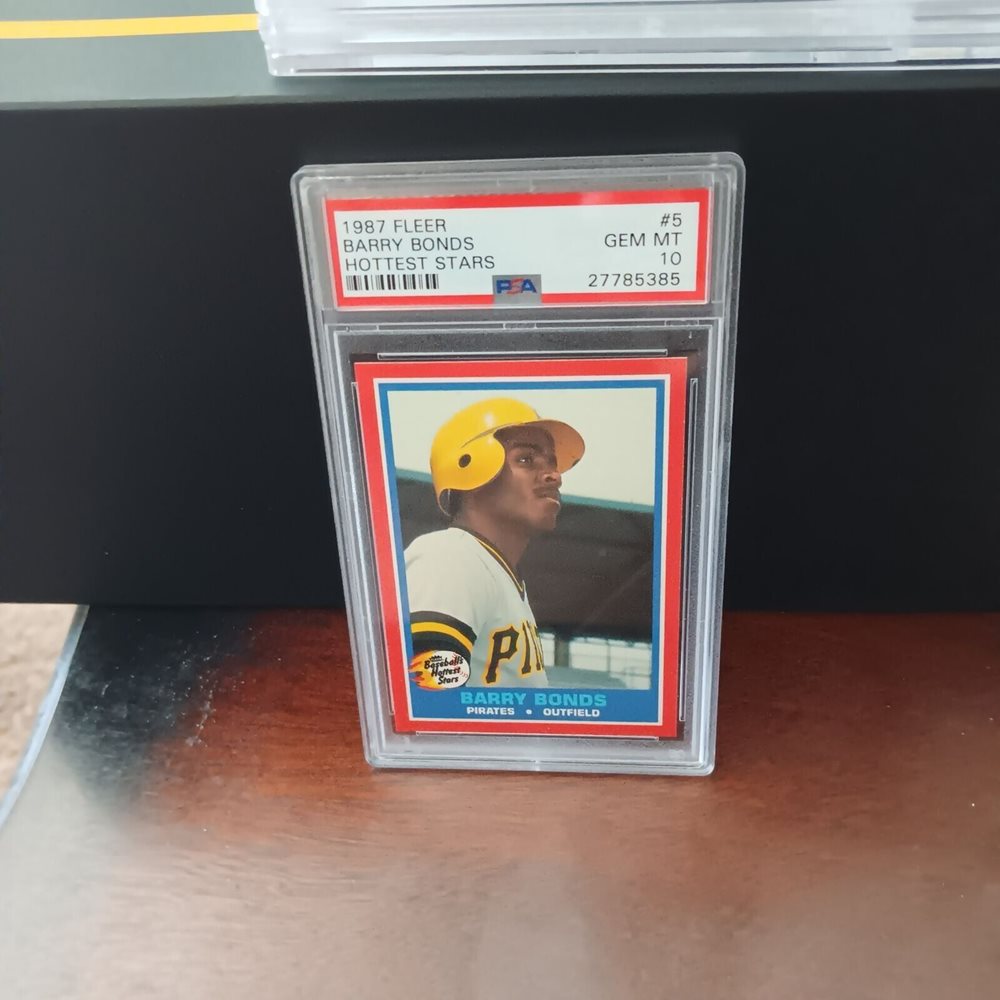 1987 FLEER #5
BARRY BONDS GEM MT
HOTTEST STARS 10
PSA 27785385
PI
Baseball's
Hottest
Stars
BARRY BONDS
PIRATES • OUTFIELD